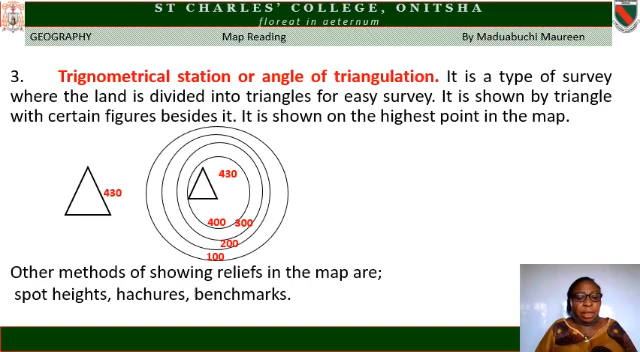 ST CHARLES' COLLEGE, ONITSHA
floreat in aeternum
GEOGRAPHY Map Reading By Maduabuchi Maureen
3. Trignometrical station or angle of triangulation. It is a type of survey
where the land is divided into triangles for easy survey. It is shown by triangle
with certain figures besides it. It is shown on the highest point in the map.
430
430
400 300
200
100
Other methods of showing reliefs in the map are;
spot heights, hachures, benchmarks.